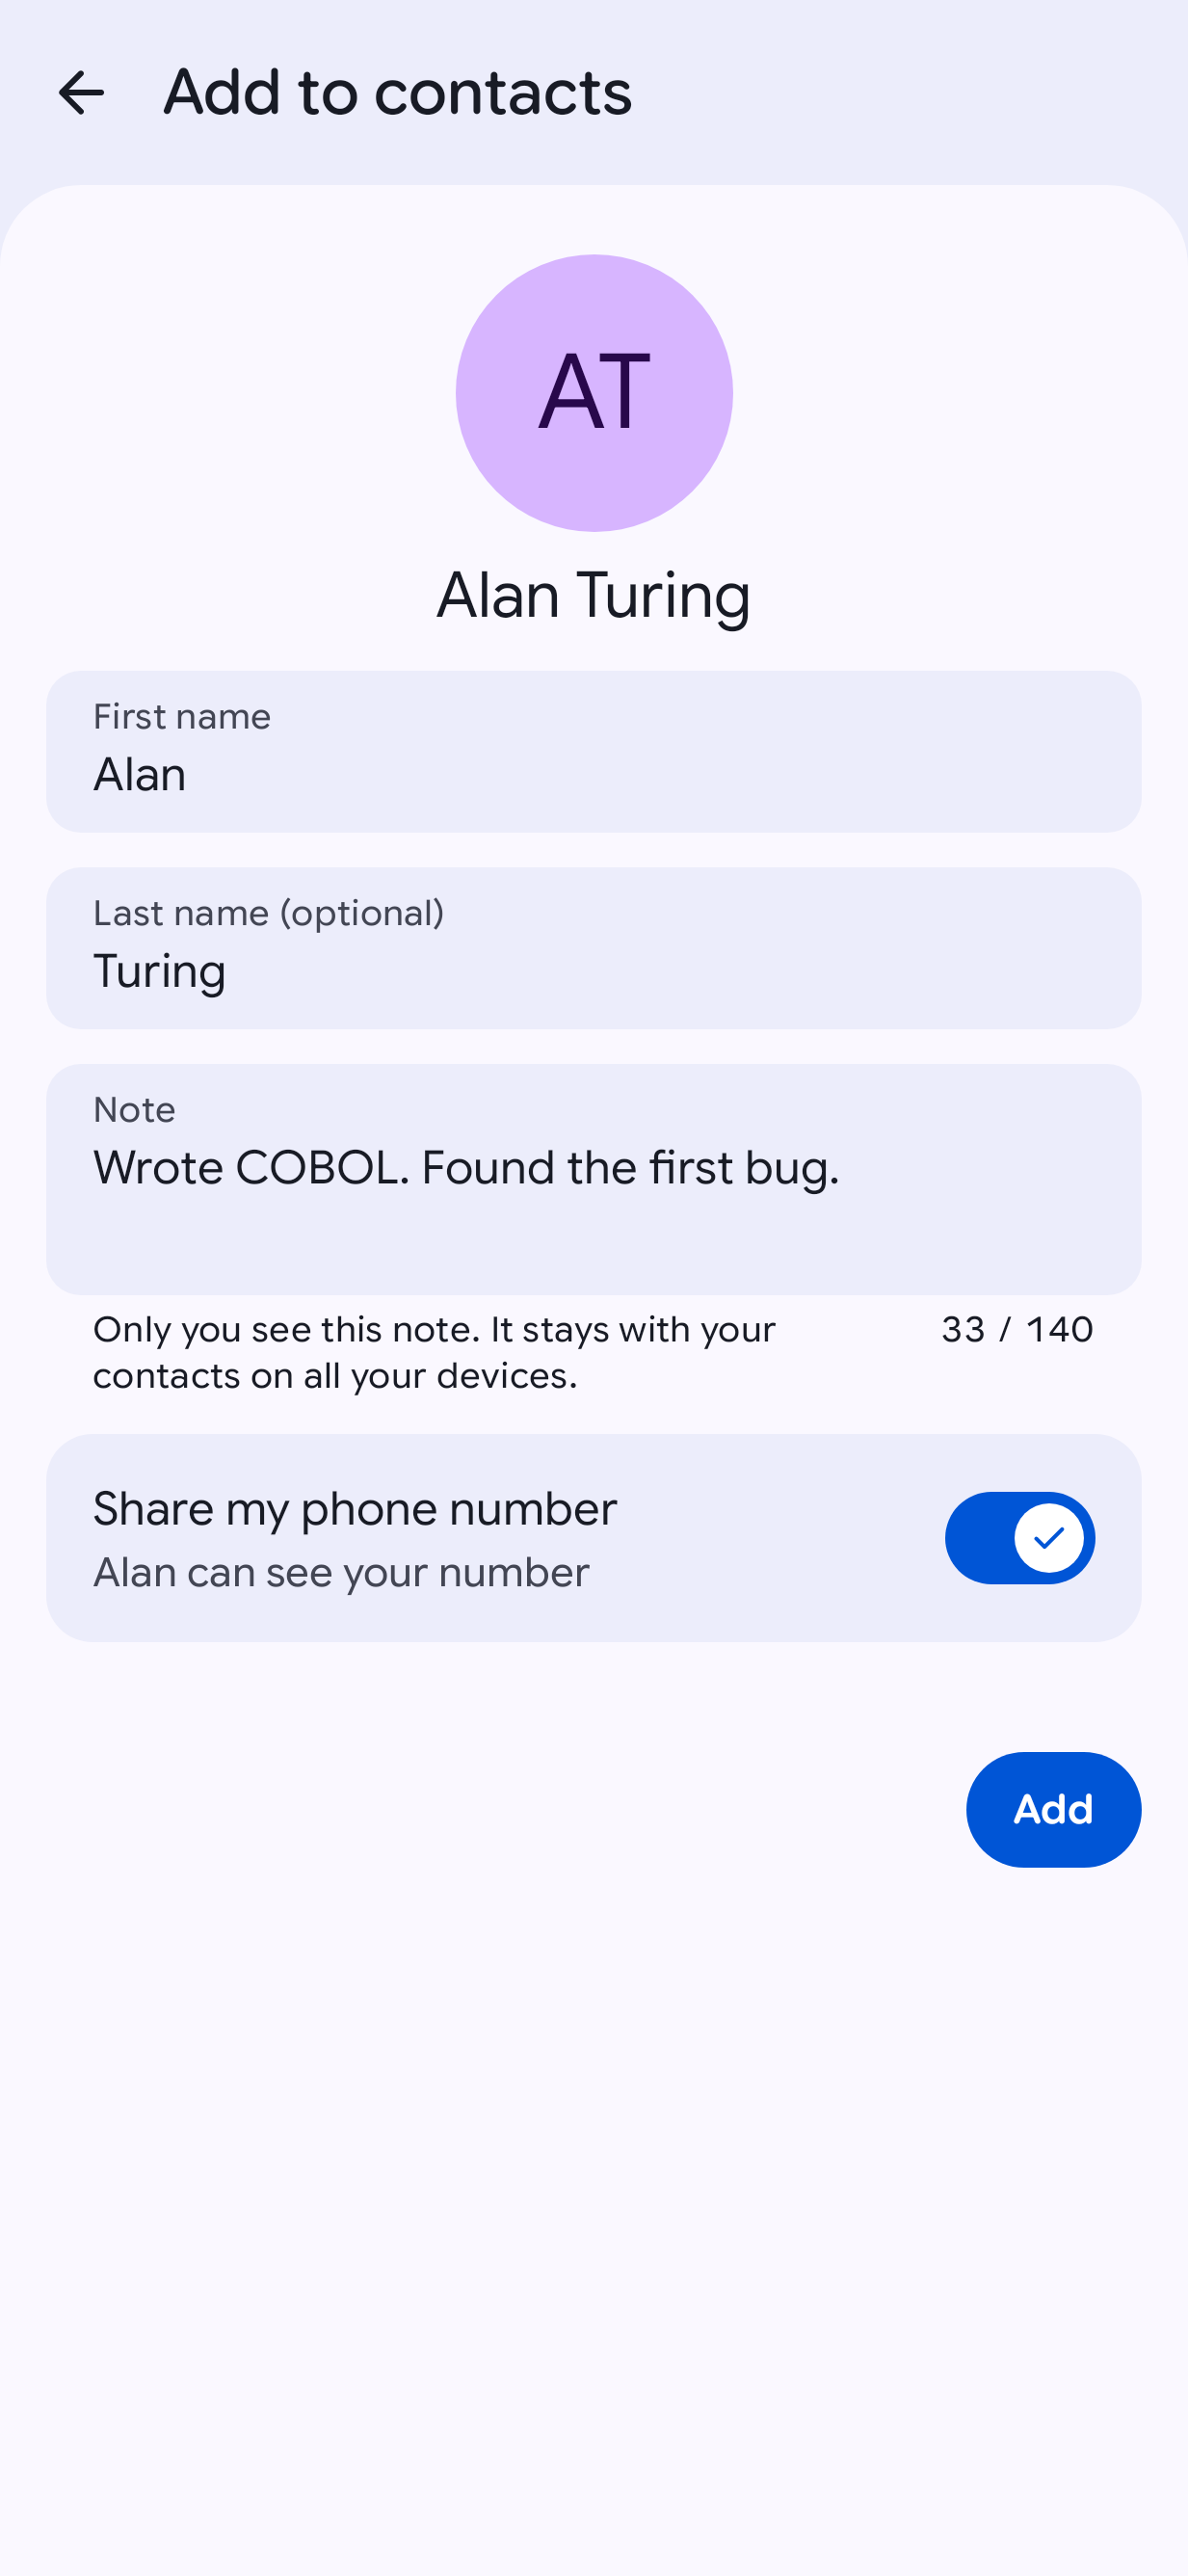 Add to contacts
AT
Alan Turing
First name
Alan
Last name (optional)
Turing
Note
Wrote COBOL. Found the first bug.
Only you see this note. It stays with your
contacts on all your devices.
33 / 140
Share my phone number
Alan can see your number
Add